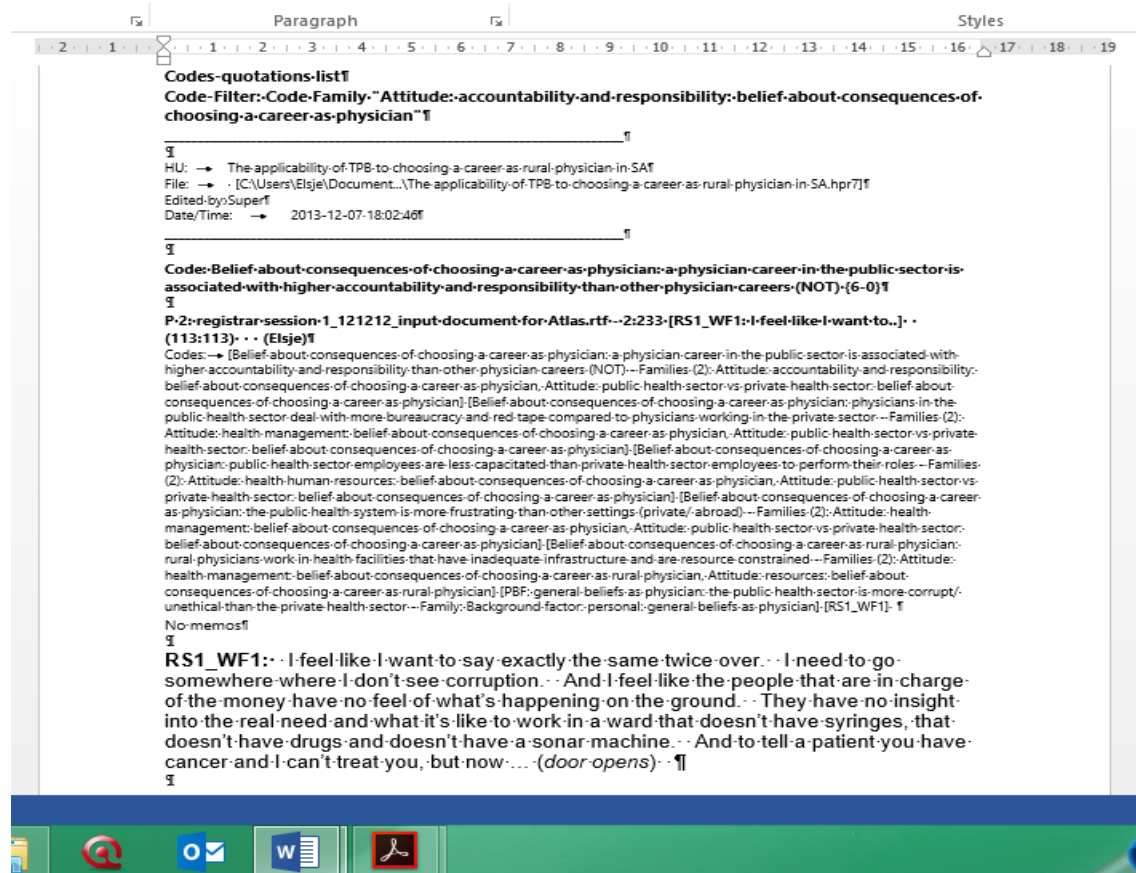 Paragraph Styles
2 1 1 2 3 4 5 6 7 8 9 10 11 12 13 14 15 16 17 18 19
Codes-quotations·list¶
Code-Filter:·Code·Family·"Attitude:·accountability·and·responsibility:·belief·about·consequences·of·
choosing·a·career·as·physician"¶
¶
¶
HU: → The·applicability·of·TPB·to·choosing·a·career·as·rural·physician·in·SA¶
File: → ·[C:\Users\Elsje\Document...\The·applicability·of·TPB·to·choosing·a·career·as·rural·physician·in·SA.hpr7]¶
Edited·by:Super¶
Date/Time: → 2013-12-07·18:02:46¶
¶
¶
Code:·Belief·about·consequences·of·choosing·a·career·as·physician:·a·physician·career·in·the·public·sector·is·
associated·with·higher·accountability·and·responsibility·than·other·physician·careers·(NOT)·{6-0}¶
¶
P·2:·registrar·session·1_121212_input·document·for·Atlas.rtf·-·2:233·[RS1_WF1:·I·feel·like·I·want·to..]·· 
(113:113)···(Elsje)¶
Codes:→ [Belief·about·consequences·of·choosing·a·career·as·physician:·a·physician·career·in·the·public·sector·is·associated·with·
higher·accountability·and·responsibility·than·other·physician·careers·(NOT)·-·Families·(2):·Attitude:·accountability·and·responsibility:·
belief·about·consequences·of·choosing·a·career·as·physician,·Attitude:·public·health·sector·vs·private·health·sector:·belief·about·
consequences·of·choosing·a·career·as·physician]·[Belief·about·consequences·of·choosing·a·career·as·physician:·physicians·in·the·
public·health·sector·deal·with·more·bureaucracy·and·red·tape·compared·to·physicians·working·in·the·private·sector·-·Families·(2):·
Attitude:·health·management:·belief·about·consequences·of·choosing·a·career·as·physician,·Attitude:·public·health·sector·vs·private·
health·sector:·belief·about·consequences·of·choosing·a·career·as·physician]·[Belief·about·consequences·of·choosing·a·career·as·
physician:·public·health·sector·employees·are·less·capacitated·than·private·health·sector·employees·to·perform·their·roles·-·Families·
(2):·Attitude:·health·human·resources:·belief·about·consequences·of·choosing·a·career·as·physician,·Attitude:·public·health·sector·vs·
private·health·sector:·belief·about·consequences·of·choosing·a·career·as·physician]·[Belief·about·consequences·of·choosing·a·career·
as·physician:·the·public·health·system·is·more·frustrating·than·other·settings·(private/·abroad)·-·Families·(2):·Attitude:·health·
management:·belief·about·consequences·of·choosing·a·career·as·physician,·Attitude:·public·health·sector·vs·private·health·sector:·
belief·about·consequences·of·choosing·a·career·as·physician]·[Belief·about·consequences·of·choosing·a·career·as·rural·physician:·
rural·physicians·work·in·health·facilities·that·have·inadequate·infrastructure·and·are·resource·constrained·-·Families·(2):·Attitude:·
health·management:·belief·about·consequences·of·choosing·a·career·as·rural·physician,·Attitude:·resources:·belief·about·
consequences·of·choosing·a·career·as·rural·physician]·[PBF:·general·beliefs·as·physician:·the·public·health·sector·is·more·corrupt/·
unethical·than·the·private·health·sector·-·Family:·Background·factor:·personal:·general·beliefs·as·physician]·[RS1_WF1]·¶
No·memos¶
¶
RS1_WF1:··I·feel·like·I·want·to·say·exactly·the·same·twice·over.··I·need·to·go·
somewhere·where·I·don't·see·corruption.··And·I·feel·like·the·people·that·are·in·charge·
of·the·money·have·no·feel·of·what's·happening·on·the·ground.··They·have·no·insight·
into·the·real·need·and·what·it's·like·to·work·in·a·ward·that·doesn't·have·syringes,·that·
doesn't·have·drugs·and·doesn't·have·a·sonar·machine.··And·to·tell·a·patient·you·have·
cancer·and·I·can't·treat·you,·but·now·…·(door·opens)··¶
¶